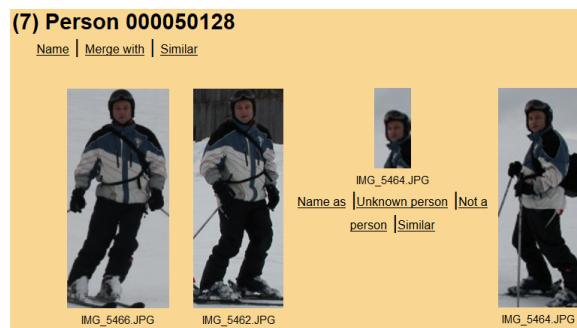 (7) Person 000050128
Name | Merge with | Similar
IMG_5464.JPG
Name as | Unknown person | Not a
person | Similar
IMG_5466.JPG
IMG_5462.JPG
IMG_5464.JPG